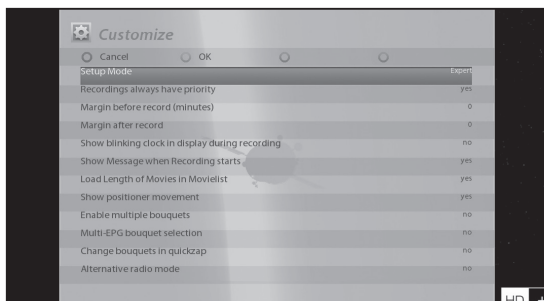 Customize
Cancel OK
Setup Mode Expert
Recordings always have priority yes
Margin before record (minutes) 0
Margin after record 0
Show blinking clock in display during recording no
Show Message when Recording starts yes
Load Length of Movies in Movielist yes
Show positioner movement yes
Enable multiple bouquets no
Multi-EPG bouquet selection no
Change bouquets in quickzap no
Alternative radio mode no
HD